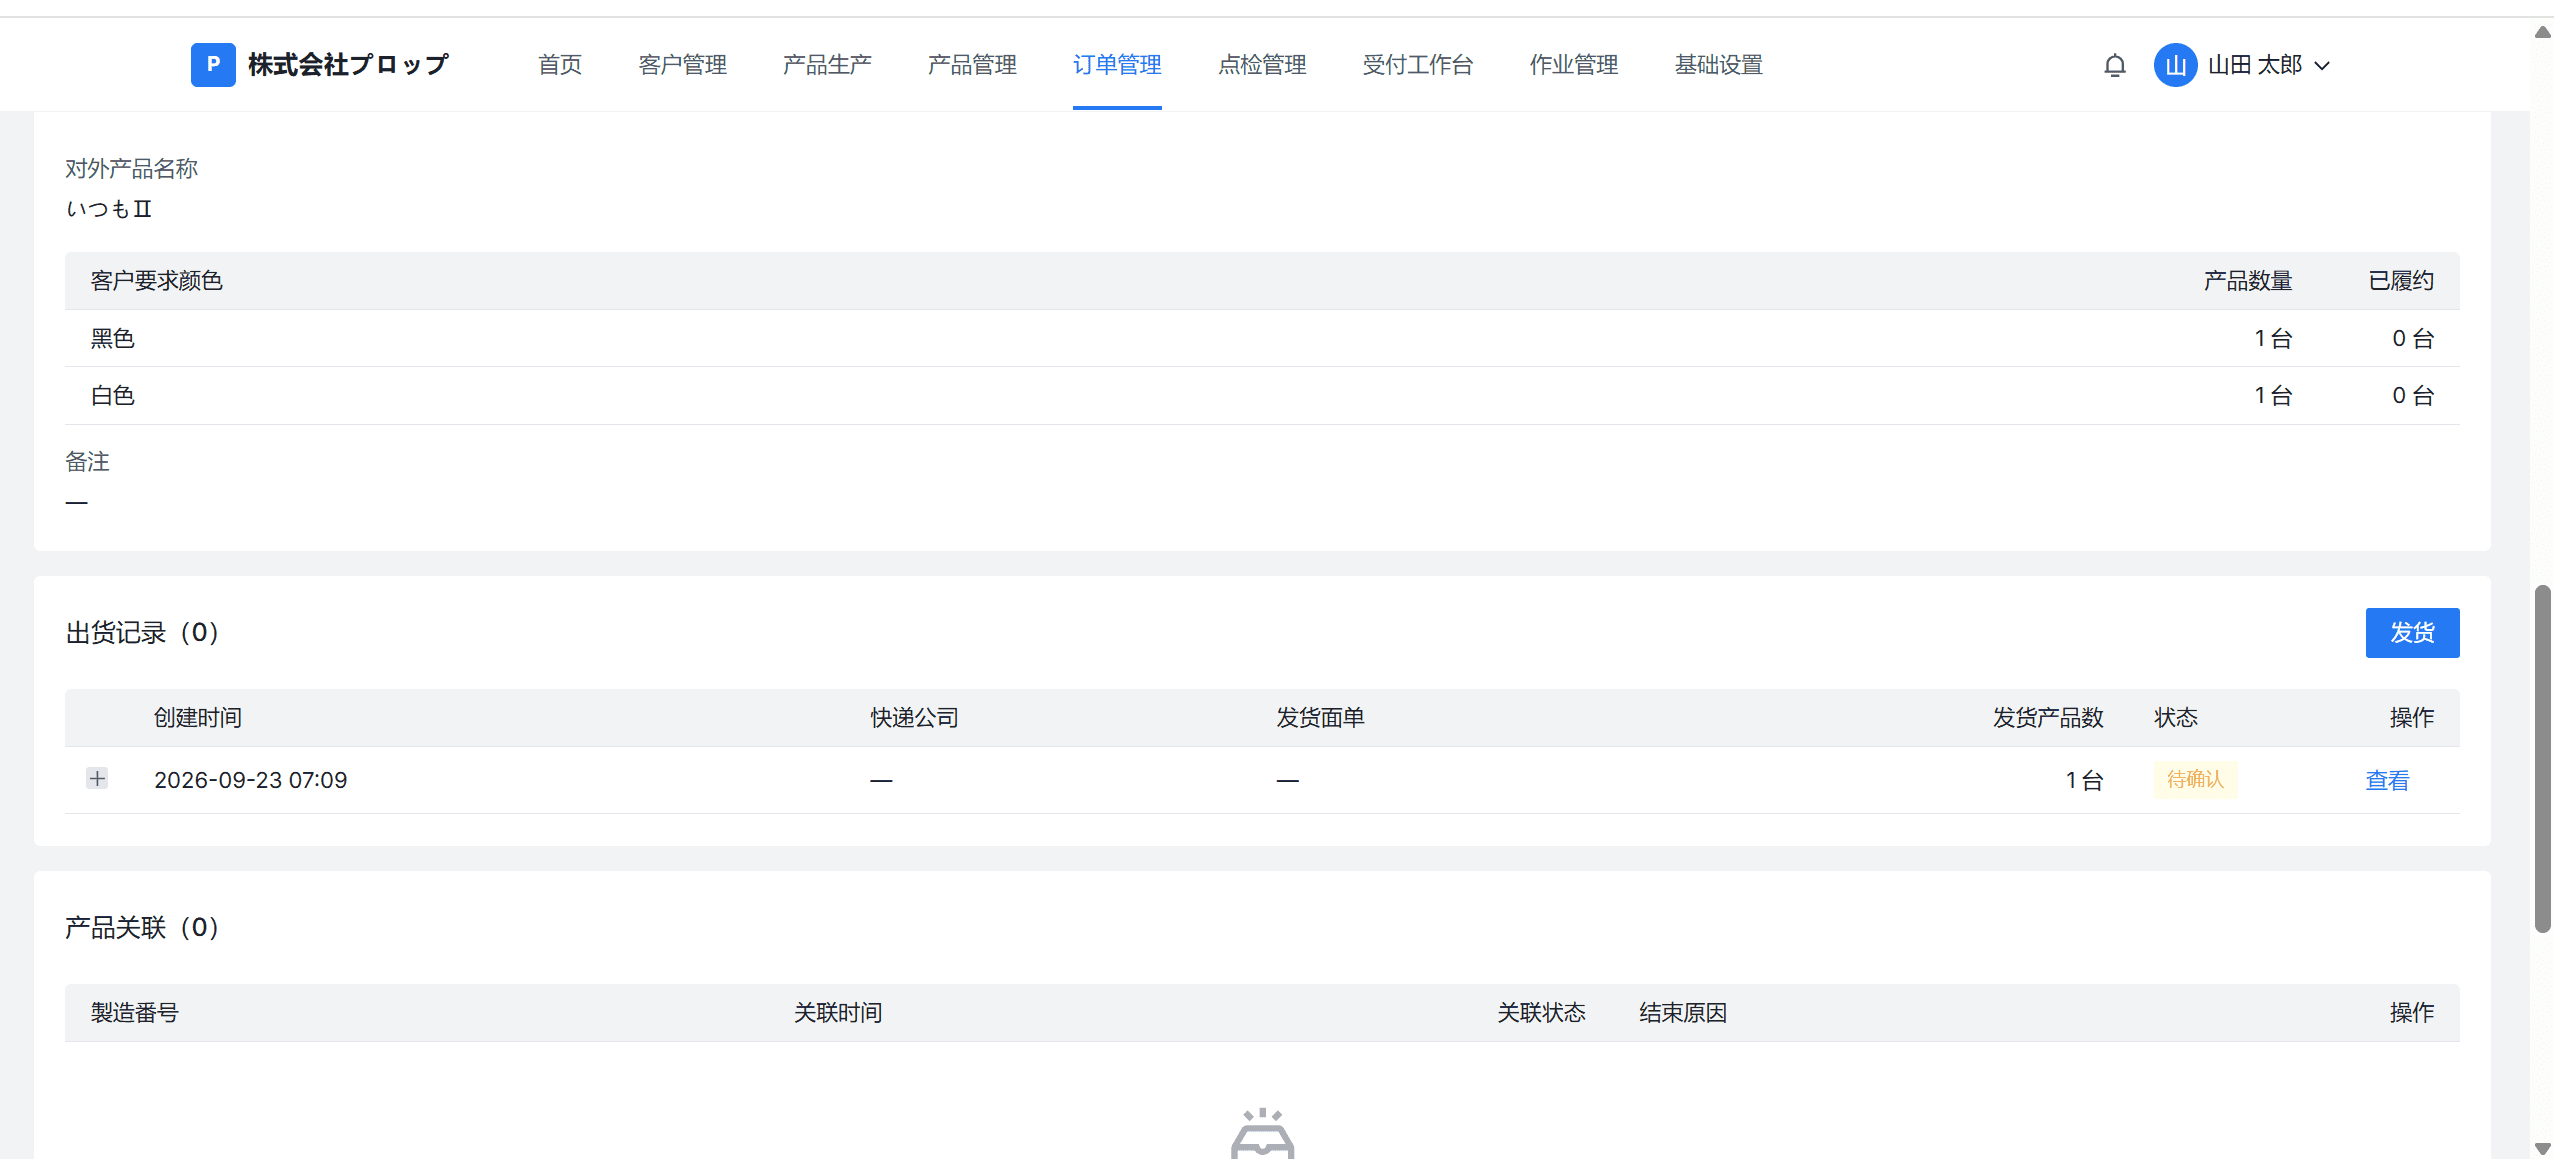 P 株式会社プロップ 首页 客户管理 产品生产 产品管理 订单管理 点检管理 受付工作台 作业管理 基础设置 山 山田 太郎
对外产品名称
いつもⅡ
客户要求颜色 产品数量 已履约
黑色 1 台 0 台
白色 1 台 0 台
备注
—
出货记录（0） 发货
创建时间 快递公司 发货面单 发货产品数 状态 操作
2026-09-23 07:09 — — 1 台 待确认 查看
产品关联（0）
製造番号 关联时间 关联状态 结束原因 操作